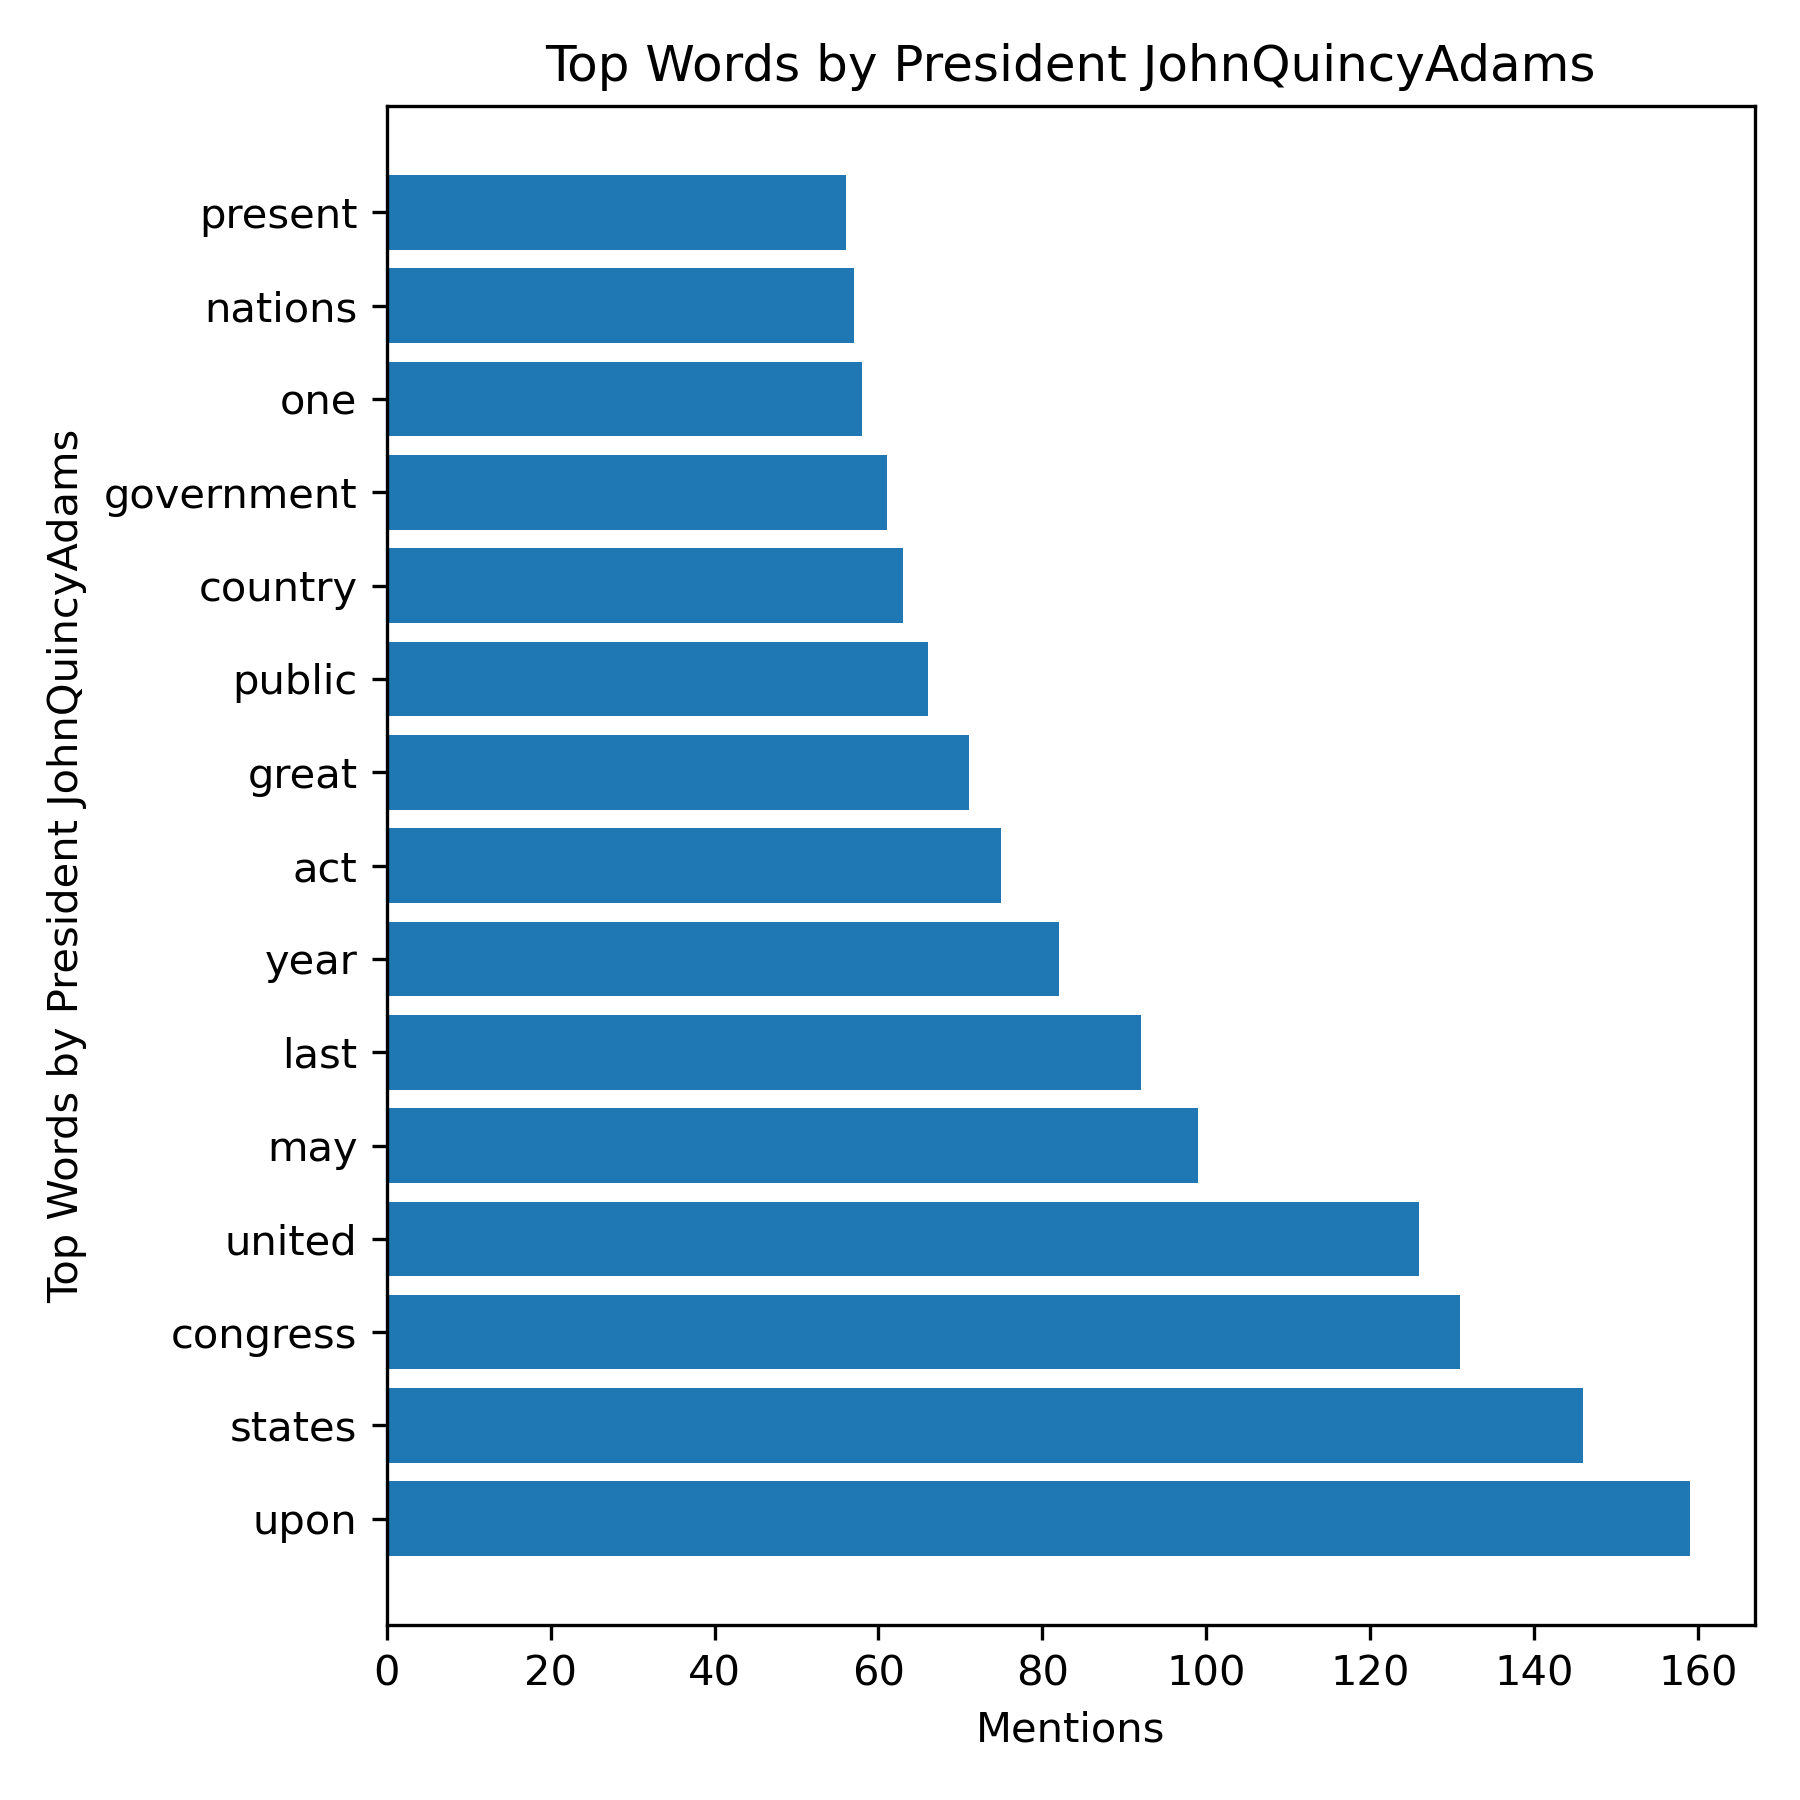 Top Words by President JohnQuincyAdams
Top Words by President JohnQuincyAdams
present
nations
one
government
country
public
great
act
year
last
may
united
congress
states
upon
0 20 40 60 80 100 120 140 160
Mentions